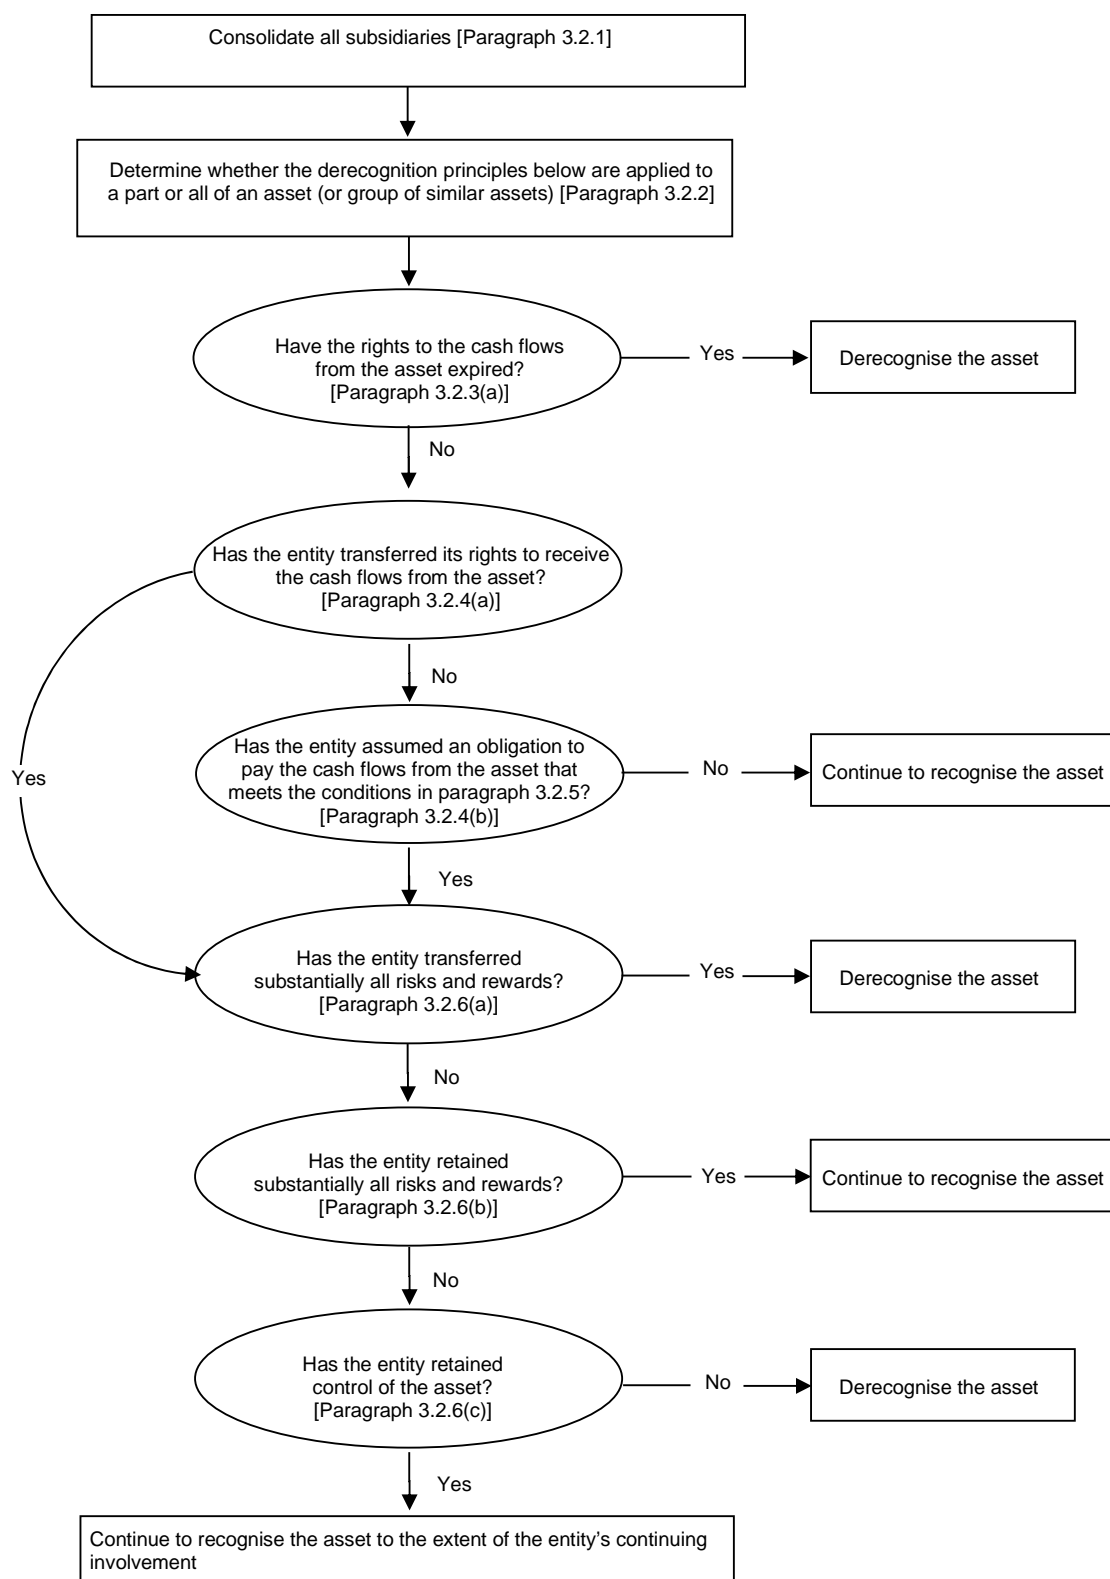 Consolidate all subsidiaries [Paragraph 3.2.1]
Determine whether the derecognition principles below are applied to
a part or all of an asset (or group of similar assets) [Paragraph 3.2.2]
Have the rights to the cash flows
from the asset expired?
[Paragraph 3.2.3(a)]
Yes
Derecognise the asset
No
Has the entity transferred its rights to receive
the cash flows from the asset?
[Paragraph 3.2.4(a)]
No
Yes
Has the entity assumed an obligation to
pay the cash flows from the asset that
meets the conditions in paragraph 3.2.5?
[Paragraph 3.2.4(b)]
No
Continue to recognise the asset
Yes
Has the entity transferred
substantially all risks and rewards?
[Paragraph 3.2.6(a)]
Yes
Derecognise the asset
No
Has the entity retained
substantially all risks and rewards?
[Paragraph 3.2.6(b)]
Yes
Continue to recognise the asset
No
Has the entity retained
control of the asset?
[Paragraph 3.2.6(c)]
No
Derecognise the asset
Yes
Continue to recognise the asset to the extent of the entity’s continuing
involvement